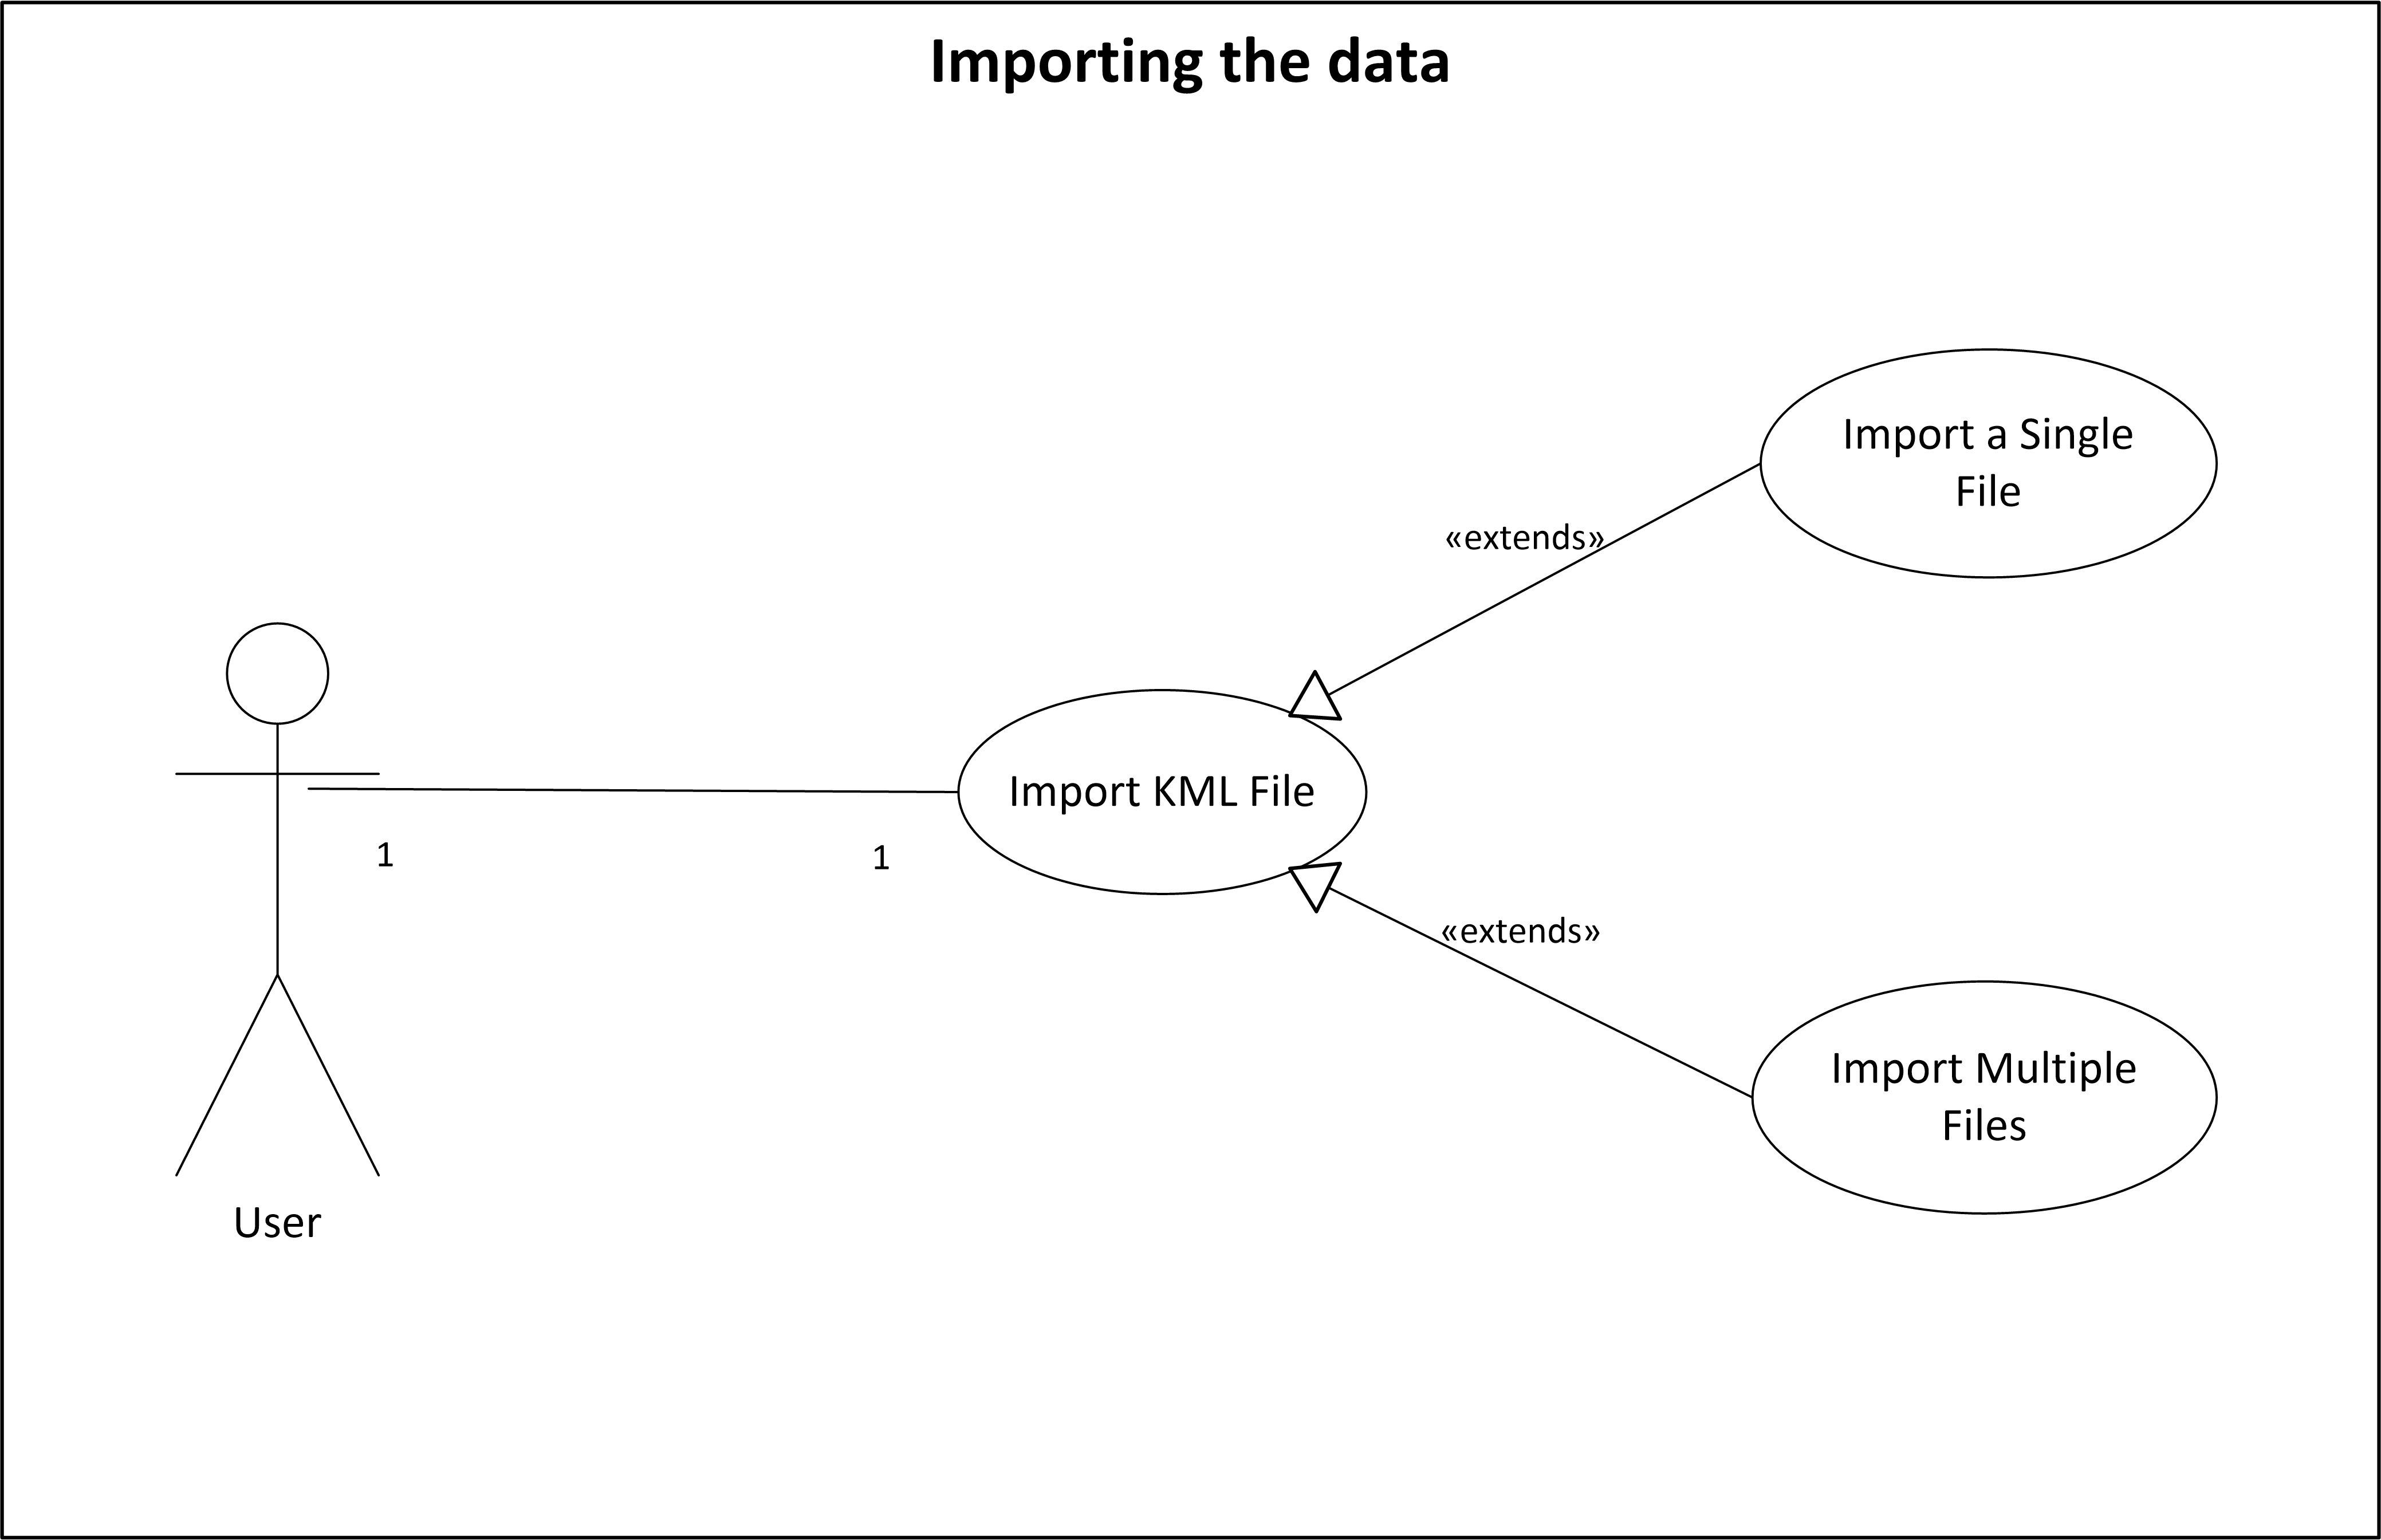 Importing the data
Import a Single
File
«extends»
Import KML File
1
1
«extends»
Import Multiple
Files
User